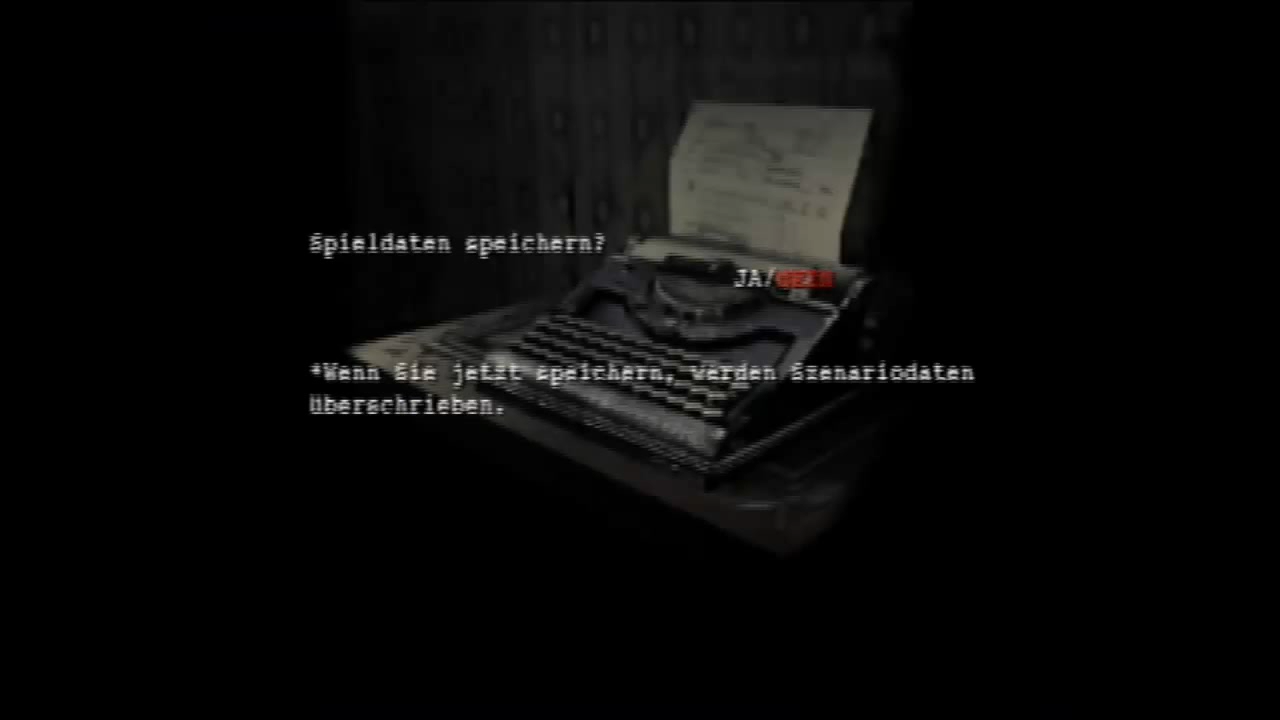 Spieldaten speichern?
JA/NEIN
*Wenn Sie jetzt speichern, werden Szenariodaten
überschrieben.